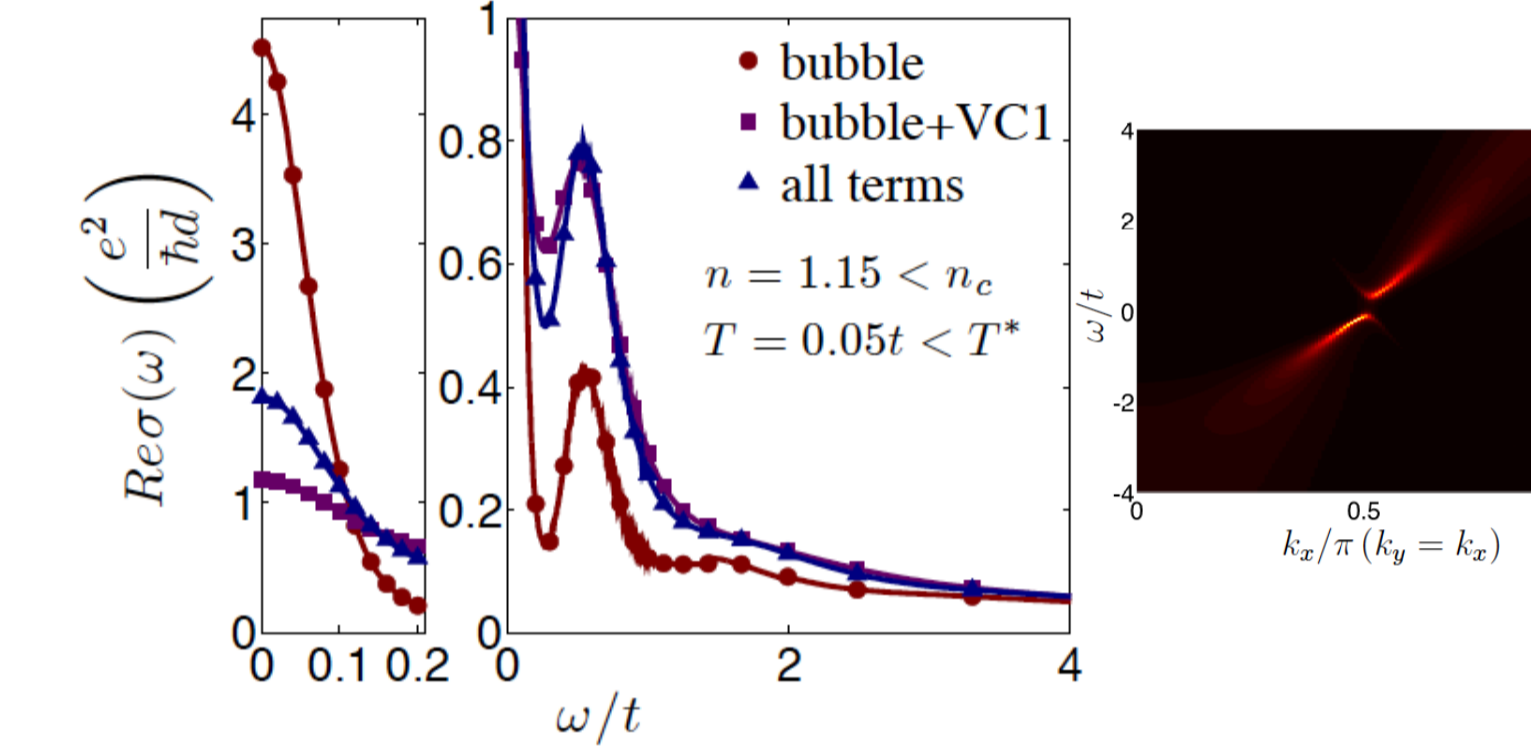 Reσ(ω) (e²/ħd)
4
3
2
1
0
0 0.1 0.2
1
0.8
0.6
0.4
0.2
0
0 2 4
ω/t
bubble
bubble+VC1
all terms
n = 1.15 < n_c
T = 0.05t < T*
ω/t
4
2
0
-2
-4
0 0.5
k_x/π (k_y = k_x)